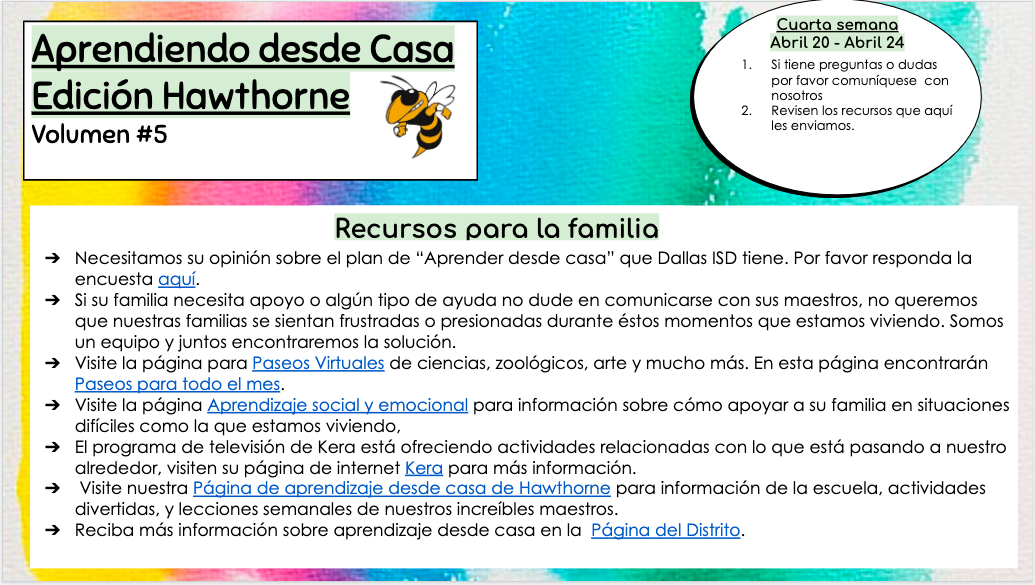 Aprendiendo desde Casa
Edición Hawthorne
Volumen #5
Cuarta semana
Abril 20 - Abril 24
1. Si tiene preguntas o dudas
por favor comuníquese con
nosotros
2. Revisen los recursos que aquí
les enviamos.
Recursos para la familia
➔ Necesitamos su opinión sobre el plan de “Aprender desde casa” que Dallas ISD tiene. Por favor responda la
encuesta aquí.
➔ Si su familia necesita apoyo o algún tipo de ayuda no dude en comunicarse con sus maestros, no queremos
que nuestras familias se sientan frustradas o presionadas durante éstos momentos que estamos viviendo. Somos
un equipo y juntos encontraremos la solución.
➔ Visite la página para Paseos Virtuales de ciencias, zoológicos, arte y mucho más. En esta página encontrarán
Paseos para todo el mes.
➔ Visite la página Aprendizaje social y emocional para información sobre cómo apoyar a su familia en situaciones
difíciles como la que estamos viviendo,
➔ El programa de televisión de Kera está ofreciendo actividades relacionadas con lo que está pasando a nuestro
alrededor, visiten su página de internet Kera para más información.
➔ Visite nuestra Página de aprendizaje desde casa de Hawthorne para información de la escuela, actividades
divertidas, y lecciones semanales de nuestros increíbles maestros.
➔ Reciba más información sobre aprendizaje desde casa en la Página del Distrito.